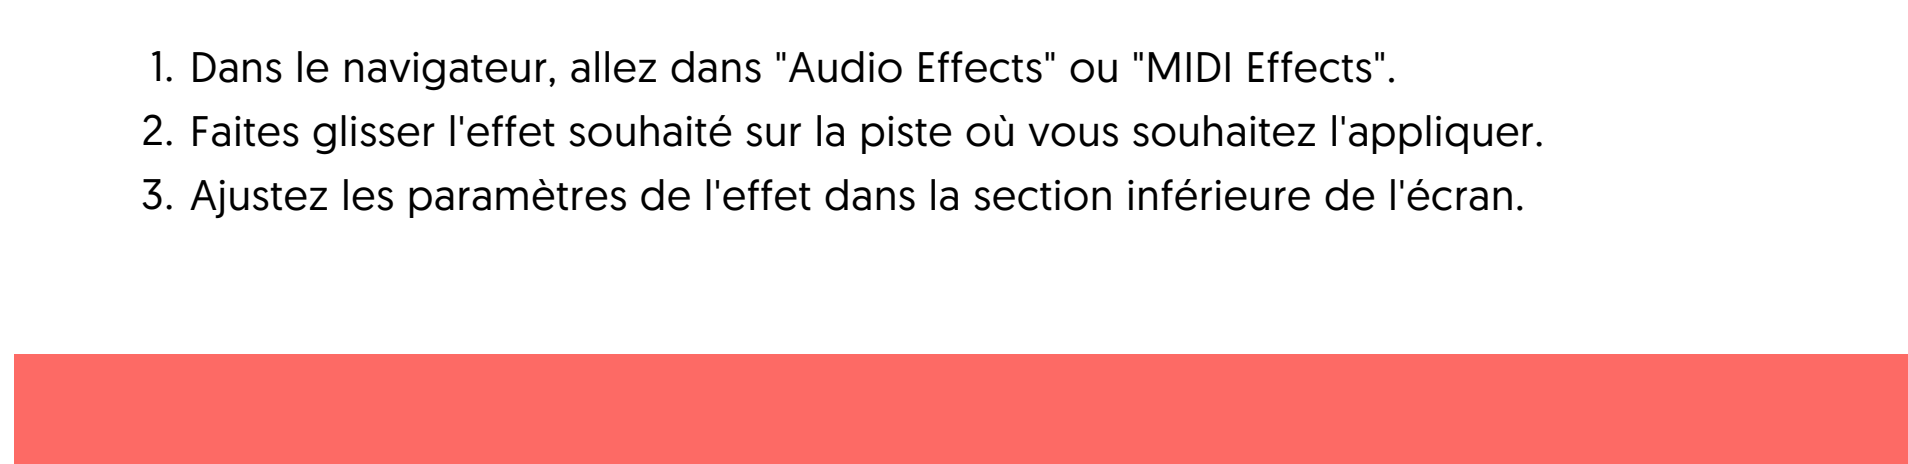 1. Dans le navigateur, allez dans "Audio Effects" ou "MIDI Effects".
2. Faites glisser l'effet souhaité sur la piste où vous souhaitez l'appliquer.
3. Ajustez les paramètres de l'effet dans la section inférieure de l'écran.